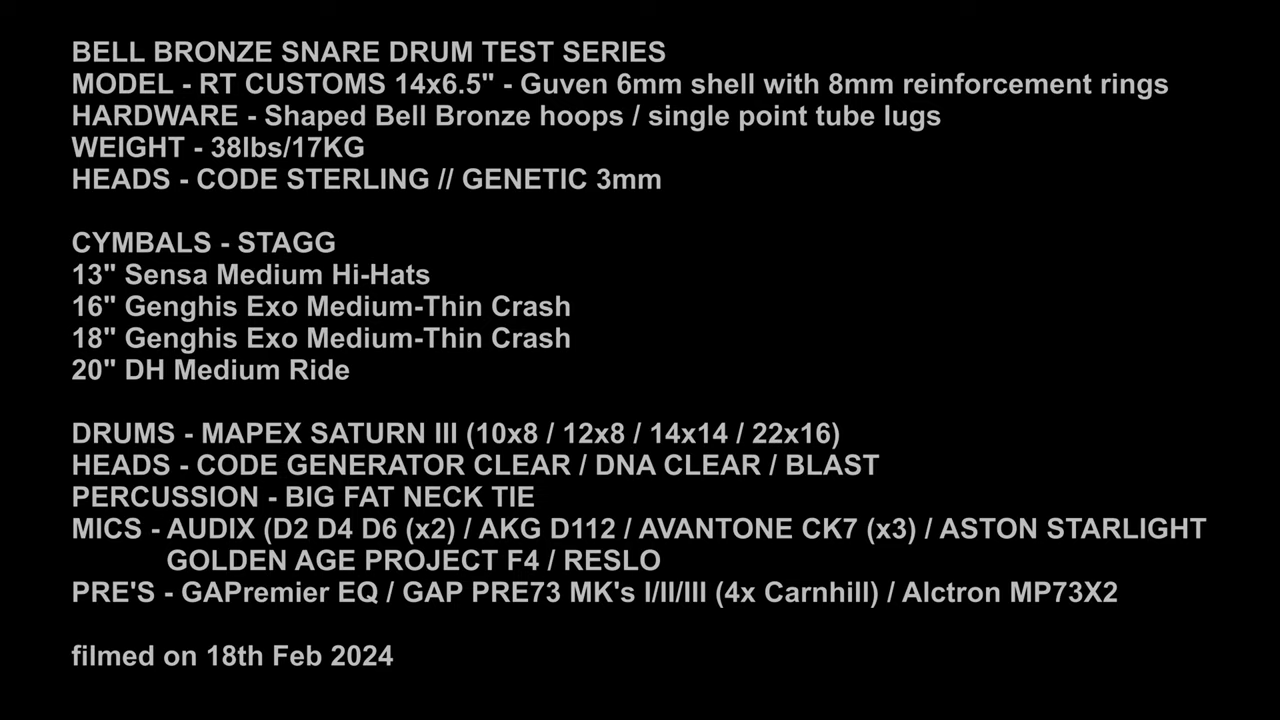 BELL BRONZE SNARE DRUM TEST SERIES
MODEL - RT CUSTOMS 14x6.5" - Guven 6mm shell with 8mm reinforcement rings
HARDWARE - Shaped Bell Bronze hoops / single point tube lugs
WEIGHT - 38lbs/17KG
HEADS - CODE STERLING // GENETIC 3mm
CYMBALS - STAGG
13" Sensa Medium Hi-Hats
16" Genghis Exo Medium-Thin Crash
18" Genghis Exo Medium-Thin Crash
20" DH Medium Ride
DRUMS - MAPEX SATURN III (10x8 / 12x8 / 14x14 / 22x16)
HEADS - CODE GENERATOR CLEAR / DNA CLEAR / BLAST
PERCUSSION - BIG FAT NECK TIE
MICS - AUDIX (D2 D4 D6 (x2) / AKG D112 / AVANTONE CK7 (x3) / ASTON STARLIGHT
GOLDEN AGE PROJECT F4 / RESLO
PRE'S - GAPremier EQ / GAP PRE73 MK's I/II/III (4x Carnhill) / Alctron MP73X2
filmed on 18th Feb 2024